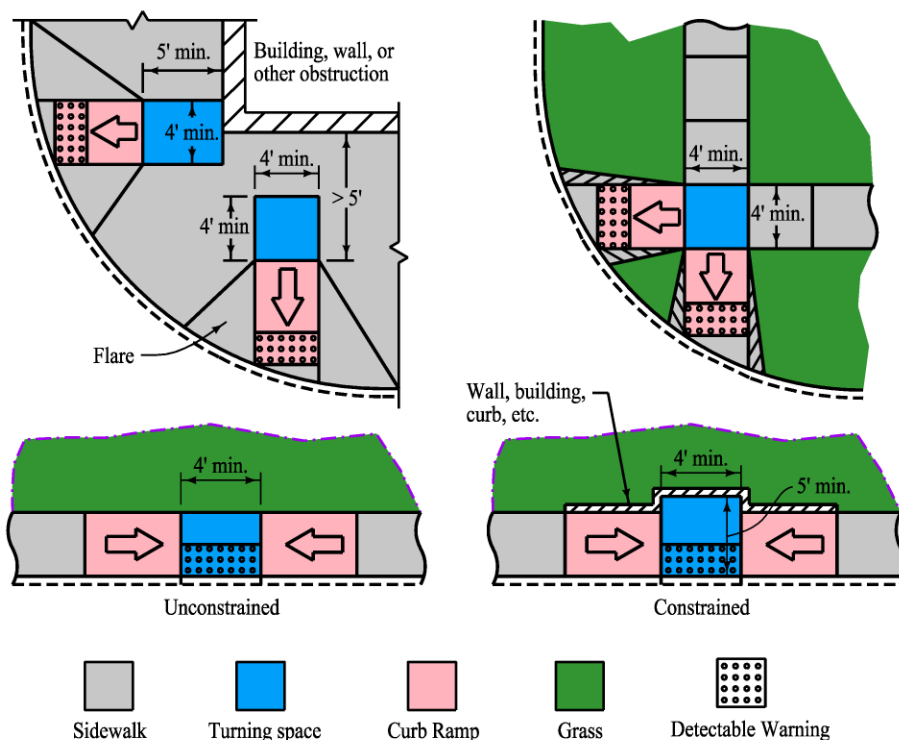 5' min.
Building, wall, or
other obstruction
4' min.
4' min.
> 5'
4' min
Flare
4' min.
4' min.
Wall, building,
curb, etc.
4' min.
4' min.
5' min.
Unconstrained
Constrained
Sidewalk
Turning space
Curb Ramp
Grass
Detectable Warning